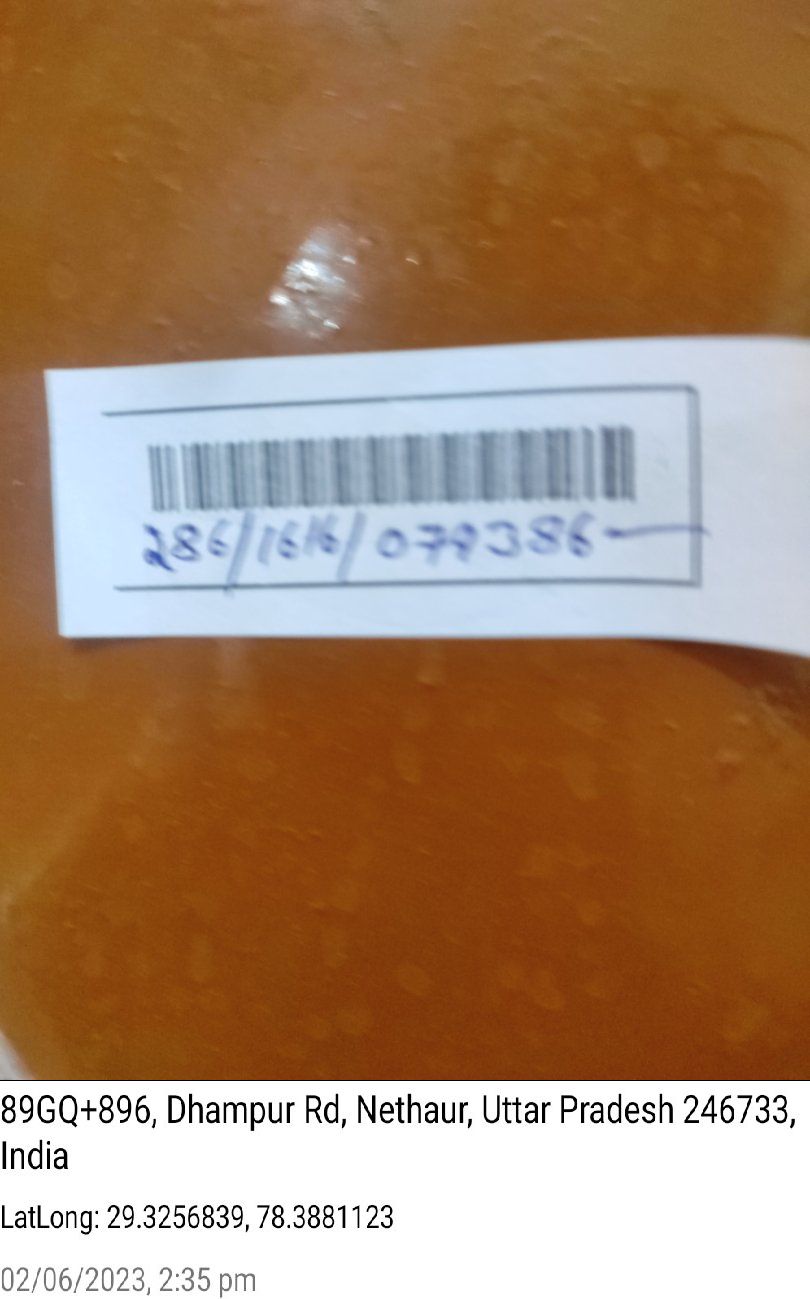 286/1616/079386
89GQ+896, Dhampur Rd, Nethaur, Uttar Pradesh 246733,
India
LatLong: 29.3256839, 78.3881123
02/06/2023, 2:35 pm